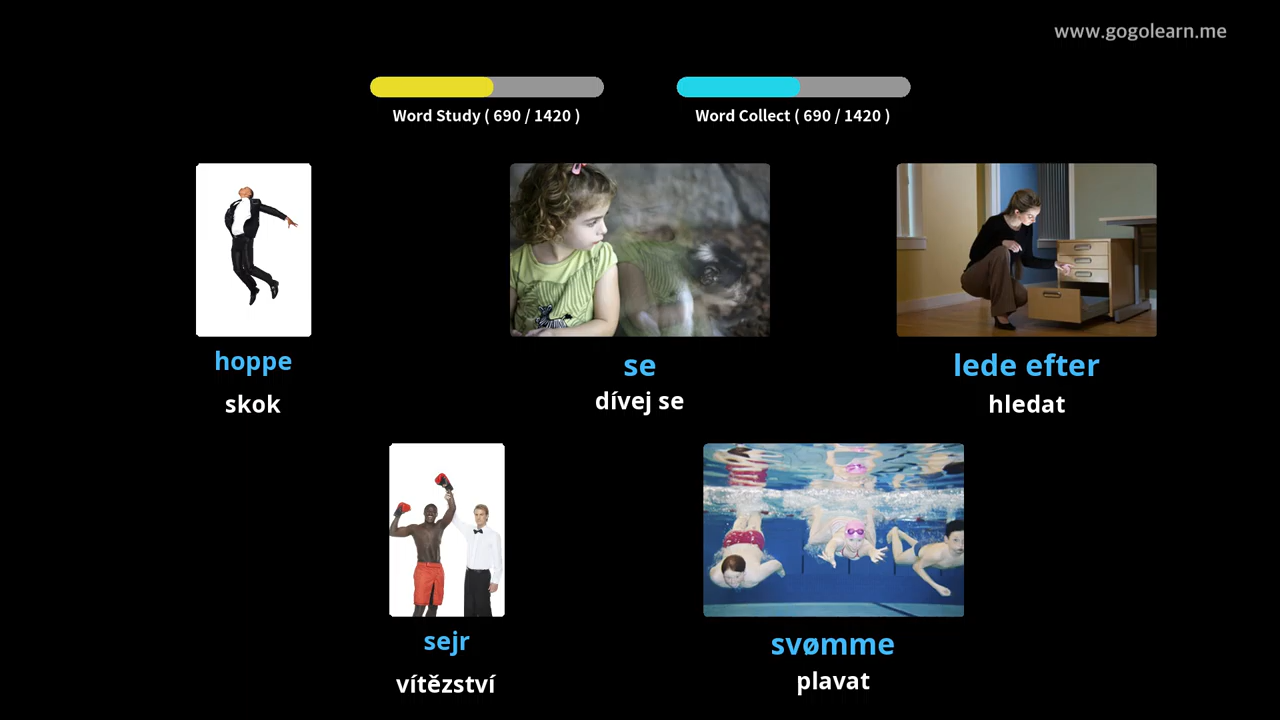 www.gogolearn.me
Word Study ( 690 / 1420 )
Word Collect ( 690 / 1420 )
hoppe
skok
se
dívej se
lede efter
hledat
sejr
vítězství
svømme
plavat